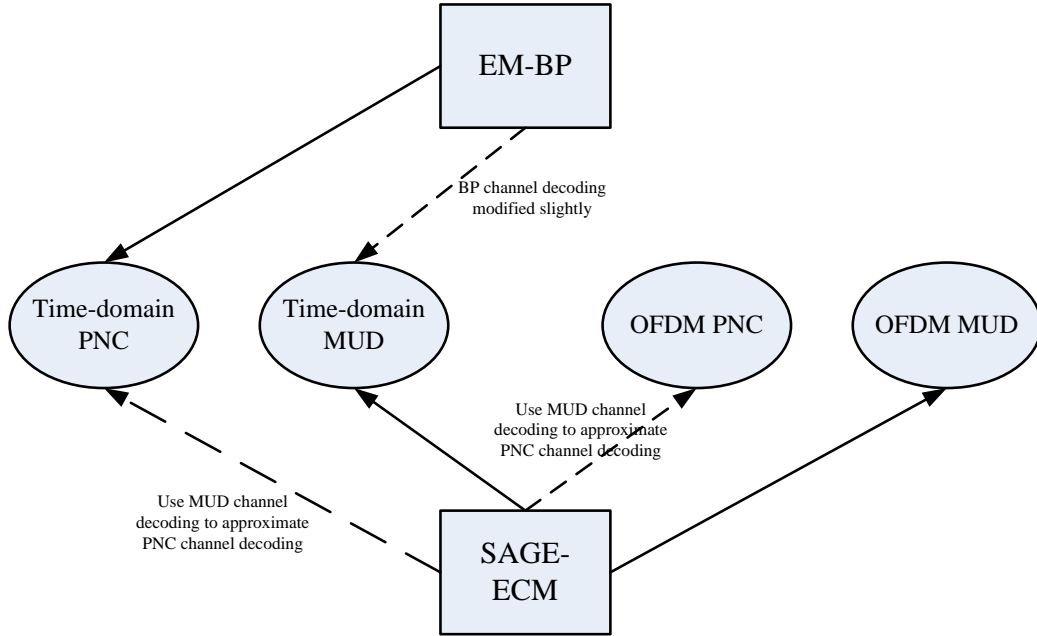 EM-BP
BP channel decoding
modified slightly
Time-domain
PNC
Time-domain
MUD
OFDM PNC
OFDM MUD
Use MUD channel
decoding to approximate
PNC channel decoding
Use MUD channel
decoding to approximate
PNC channel decoding
SAGE-
ECM